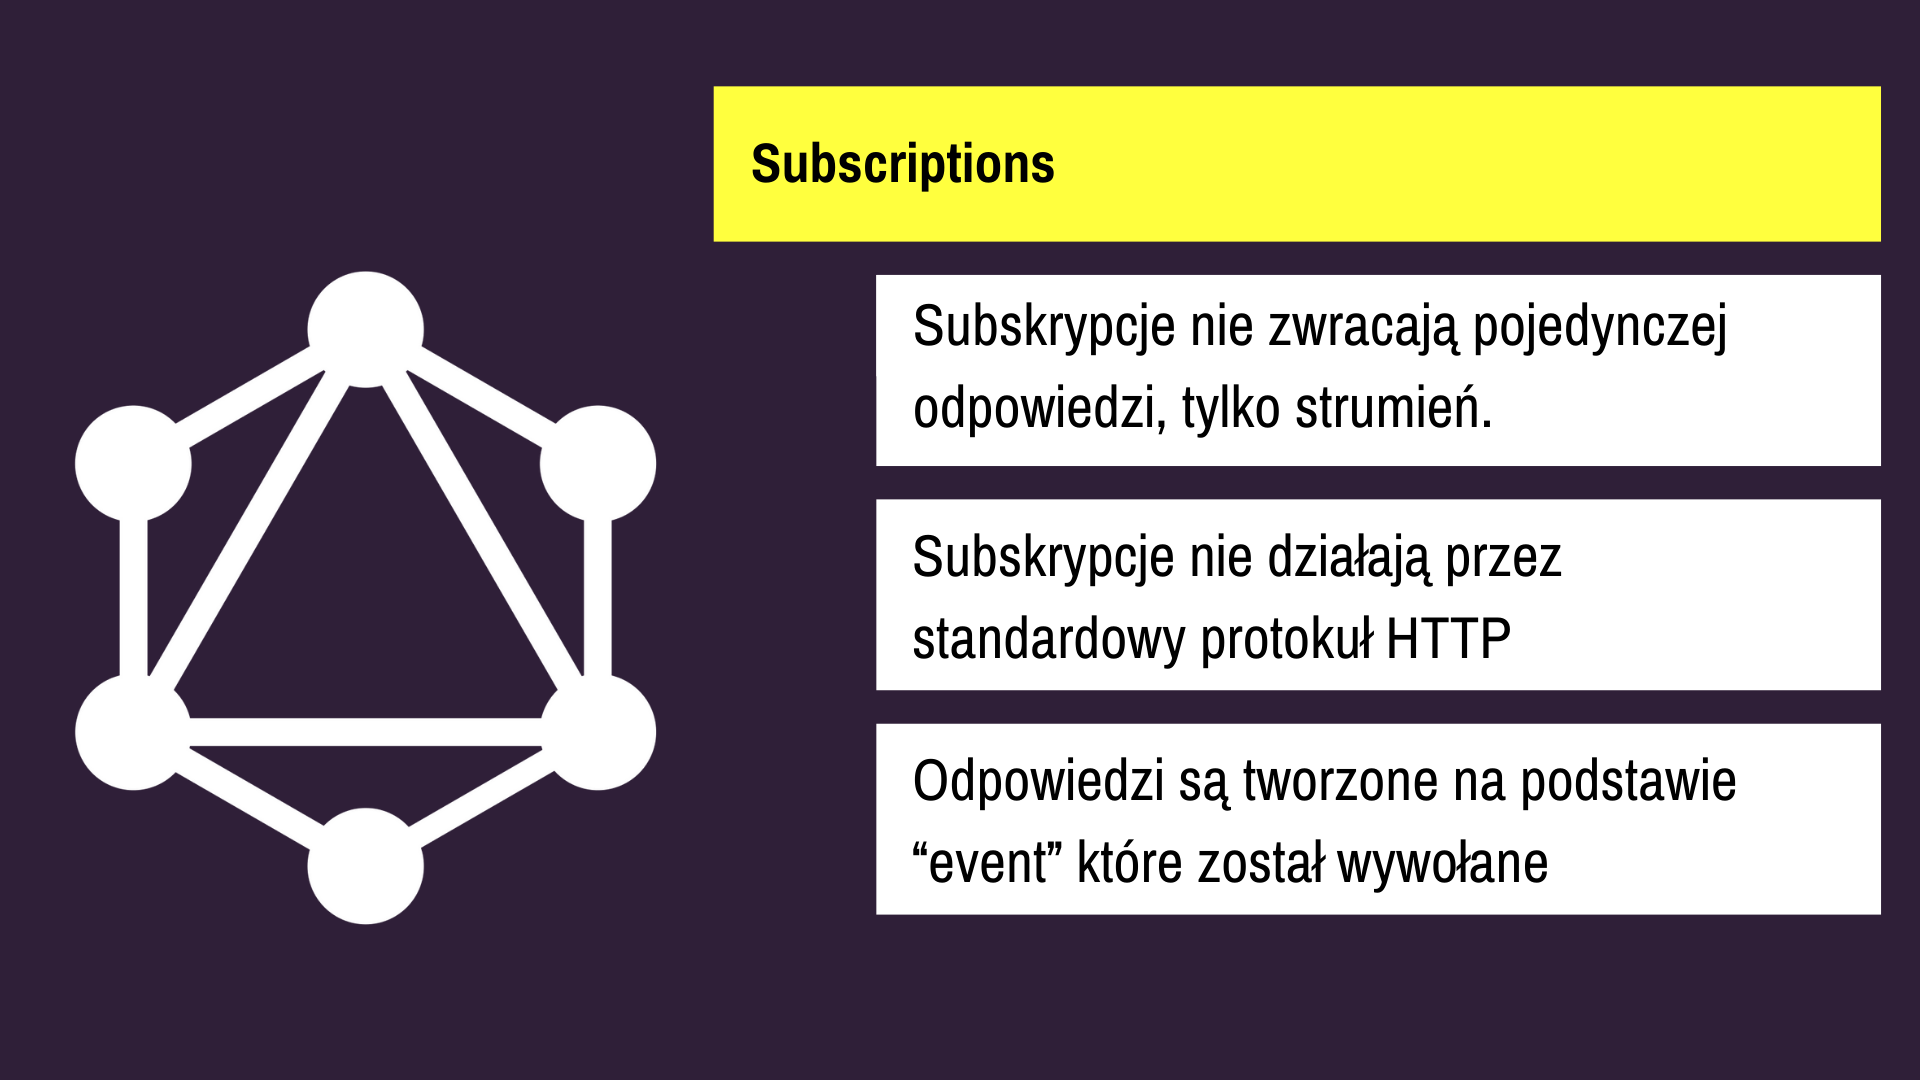 Subscriptions
Subskrypcje nie zwracają pojedynczej
odpowiedzi, tylko strumień.
Subskrypcje nie działają przez
standardowy protokuł HTTP
Odpowiedzi są tworzone na podstawie
“event” które został wywołane